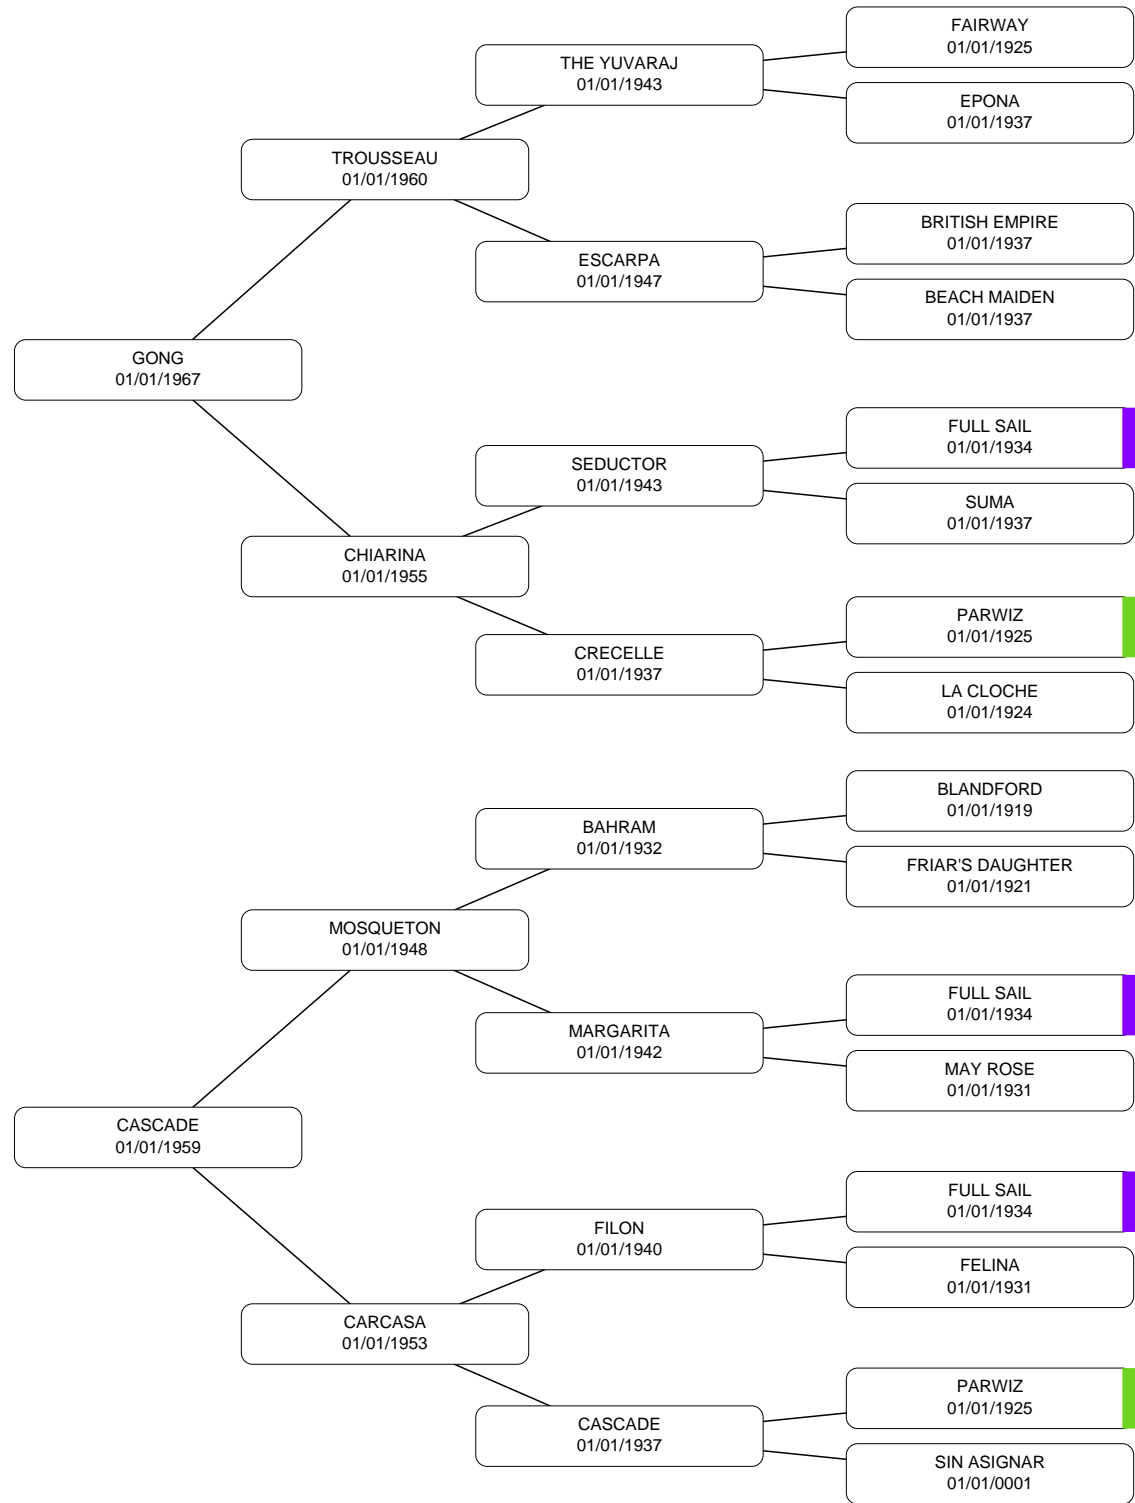 FAIRWAY
01/01/1925
THE YUVARAJ
01/01/1943
EPONA
01/01/1937
TROUSSEAU
01/01/1960
BRITISH EMPIRE
01/01/1937
ESCARPA
01/01/1947
BEACH MAIDEN
01/01/1937
GONG
01/01/1967
FULL SAIL
01/01/1934
SEDUCTOR
01/01/1943
SUMA
01/01/1937
CHIARINA
01/01/1955
PARWIZ
01/01/1925
CRECELLE
01/01/1937
LA CLOCHE
01/01/1924
BLANDFORD
01/01/1919
BAHRAM
01/01/1932
FRIAR'S DAUGHTER
01/01/1921
MOSQUETON
01/01/1948
FULL SAIL
01/01/1934
MARGARITA
01/01/1942
MAY ROSE
01/01/1931
CASCADE
01/01/1959
FULL SAIL
01/01/1934
FILON
01/01/1940
FELINA
01/01/1931
CARCASA
01/01/1953
PARWIZ
01/01/1925
CASCADE
01/01/1937
SIN ASIGNAR
01/01/0001